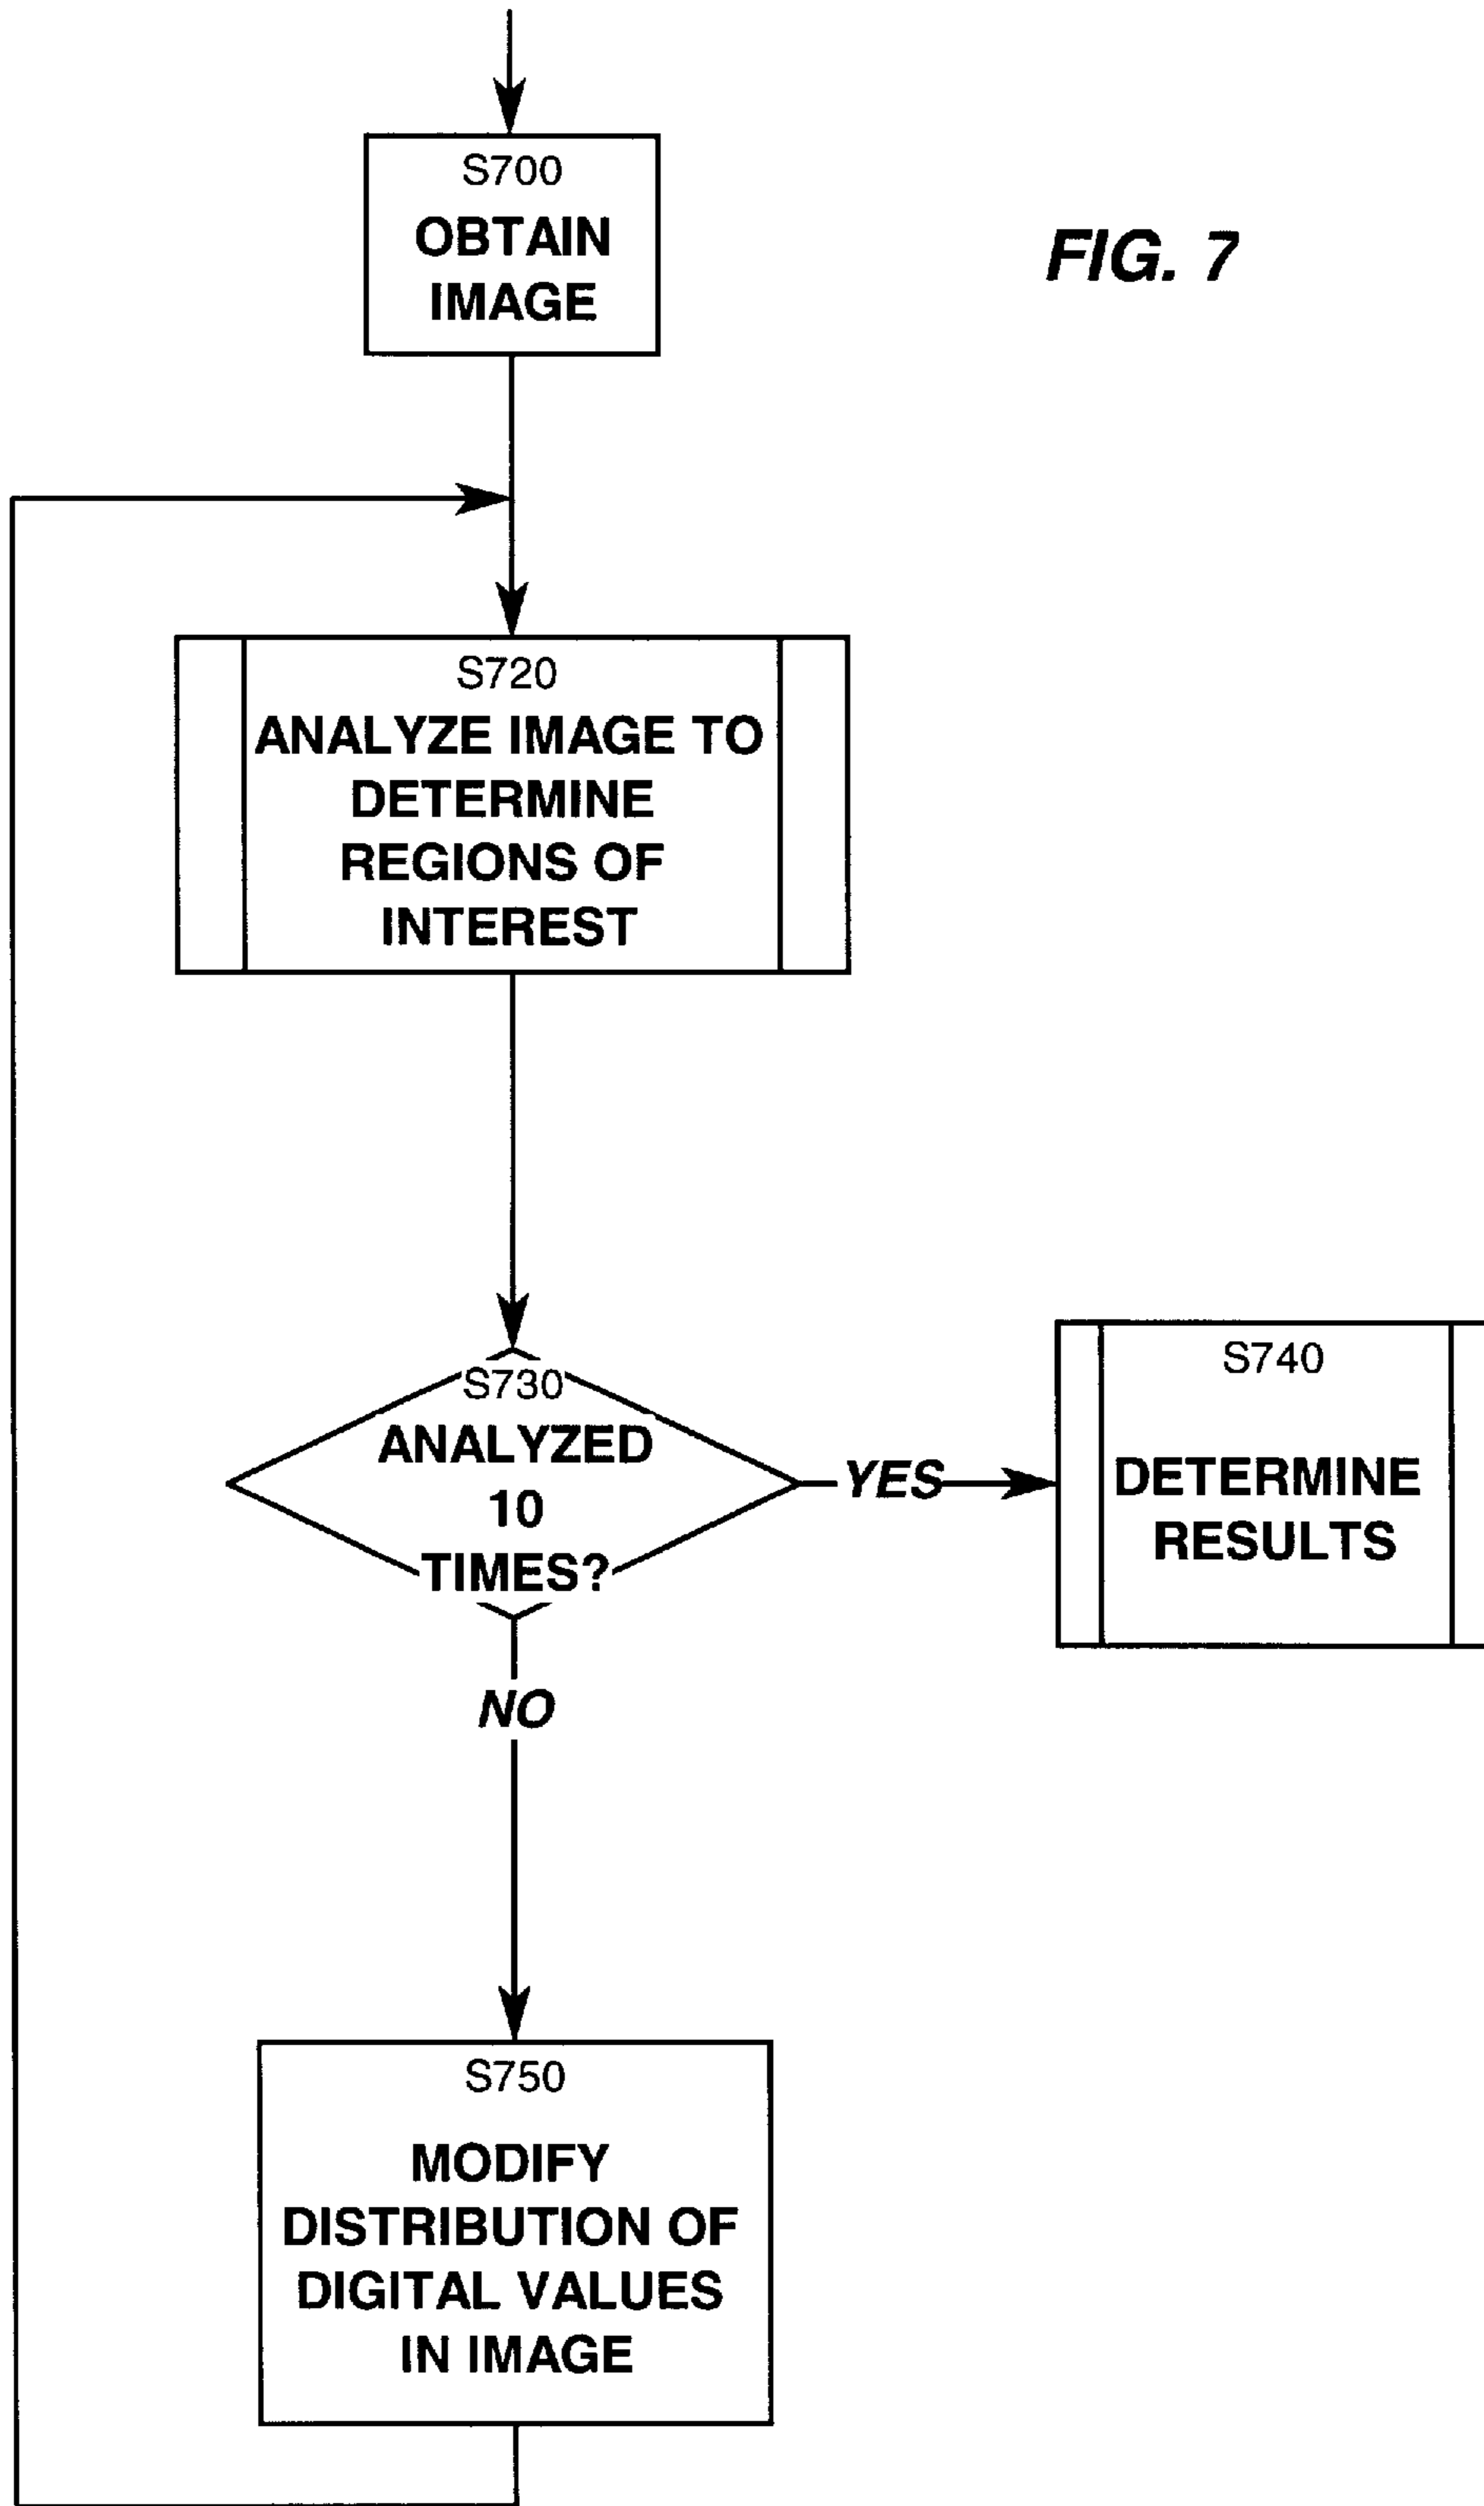 S700
OBTAIN
IMAGE
FIG. 7
S720
ANALYZE IMAGE TO
DETERMINE
REGIONS OF
INTEREST
S730
ANALYZED
10
TIMES?
YES
S740
DETERMINE
RESULTS
NO
S750
MODIFY
DISTRIBUTION OF
DIGITAL VALUES
IN IMAGE